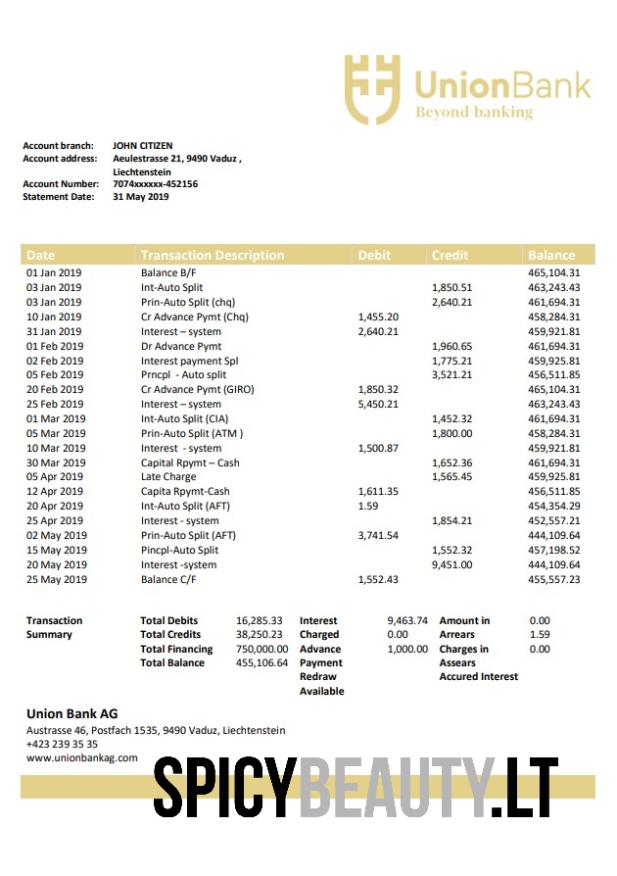 UnionBank
Beyond banking
Account branch: JOHN CITIZEN
Account address: Aeulestrasse 21, 9490 Vaduz ,
Liechtenstein
Account Number: 7074xxxxxx-452156
Statement Date: 31 May 2019
Date Transaction Description Debit Credit Balance
01 Jan 2019 Balance B/F 465,104.31
03 Jan 2019 Int-Auto Split 1,850.51 463,243.43
03 Jan 2019 Prin-Auto Split (chq) 2,640.21 461,694.31
10 Jan 2019 Cr Advance Pymt (Chq) 1,455.20 458,284.31
31 Jan 2019 Interest – system 2,640.21 459,921.81
01 Feb 2019 Dr Advance Pymt 1,960.65 461,694.31
02 Feb 2019 Interest payment Spl 1,775.21 459,925.81
05 Feb 2019 Prncpl - Auto split 3,521.21 456,511.85
20 Feb 2019 Cr Advance Pymt (GIRO) 1,850.32 465,104.31
25 Feb 2019 Interest – system 5,450.21 463,243.43
01 Mar 2019 Int-Auto Split (CIA) 1,452.32 461,694.31
05 Mar 2019 Prin-Auto Split (ATM ) 1,800.00 458,284.31
10 Mar 2019 Interest - system 1,500.87 459,921.81
30 Mar 2019 Capital Rpymt – Cash 1,652.36 461,694.31
05 Apr 2019 Late Charge 1,565.45 459,925.81
12 Apr 2019 Capita Rpymt-Cash 1,611.35 456,511.85
20 Apr 2019 Int-Auto Split (AFT) 1.59 454,354.29
25 Apr 2019 Interest - system 1,854.21 452,557.21
02 May 2019 Prin-Auto Split (AFT) 3,741.54 444,109.64
15 May 2019 Pincpl-Auto Split 1,552.32 457,198.52
20 May 2019 Interest -system 9,451.00 444,109.64
25 May 2019 Balance C/F 1,552.43 455,557.23
Transaction Total Debits 16,285.33 Interest 9,463.74 Amount in 0.00
Summary Total Credits 38,250.23 Charged 0.00 Arrears 1.59
Total Financing 750,000.00 Advance 1,000.00 Charges in 0.00
Total Balance 455,106.64 Payment Assears
Redraw Accured Interest
Available
Union Bank AG
Austrasse 46, Postfach 1535, 9490 Vaduz, Liechtenstein
+423 239 35 35
www.unionbankag.com
SPICYBEAUTY.LT